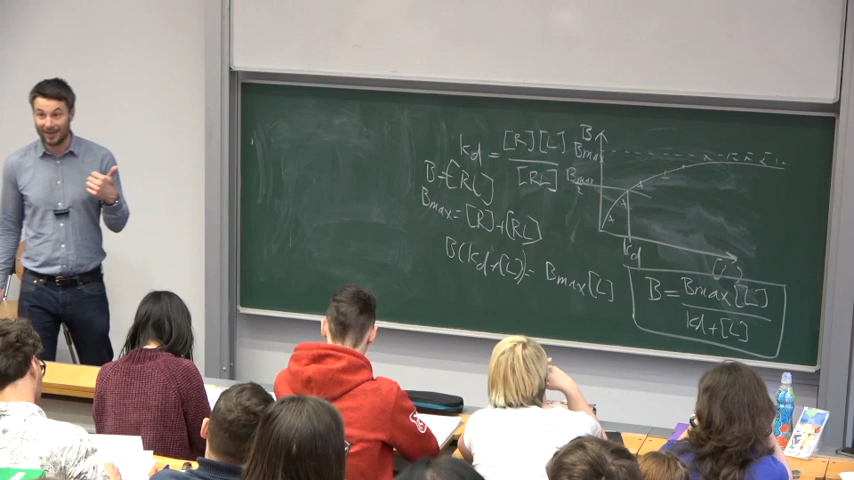 kd = [R][L]
[RL]
B=[RL]
Bmax=[R]+[RL]
B(kd+[L])= Bmax[L]
B
Bmax
Bmax
2
kd
[L]
B=Bmax[L]
kd+[L]